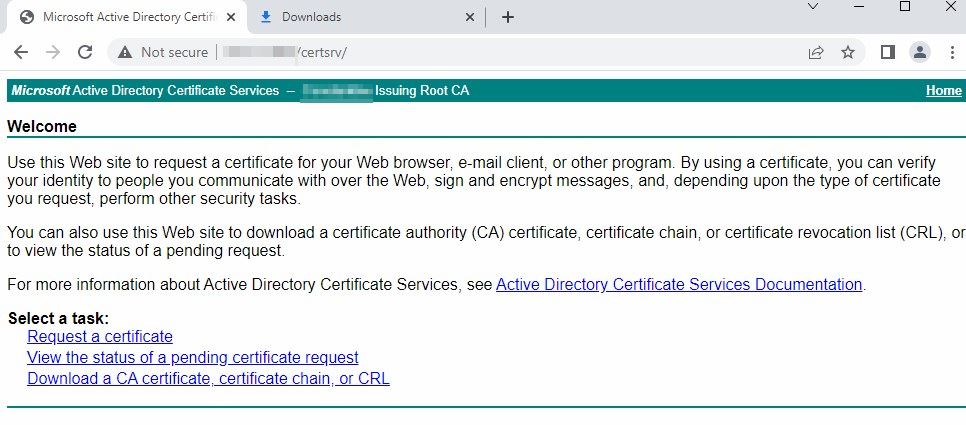 Microsoft Active Directory Certifi
Downloads
Not secure
/certsrv/
Microsoft Active Directory Certificate Services – Issuing Root CA
Home
Welcome
Use this Web site to request a certificate for your Web browser, e-mail client, or other program. By using a certificate, you can verify
your identity to people you communicate with over the Web, sign and encrypt messages, and, depending upon the type of certificate
you request, perform other security tasks.
You can also use this Web site to download a certificate authority (CA) certificate, certificate chain, or certificate revocation list (CRL), or
to view the status of a pending request.
For more information about Active Directory Certificate Services, see Active Directory Certificate Services Documentation.
Select a task:
Request a certificate
View the status of a pending certificate request
Download a CA certificate, certificate chain, or CRL